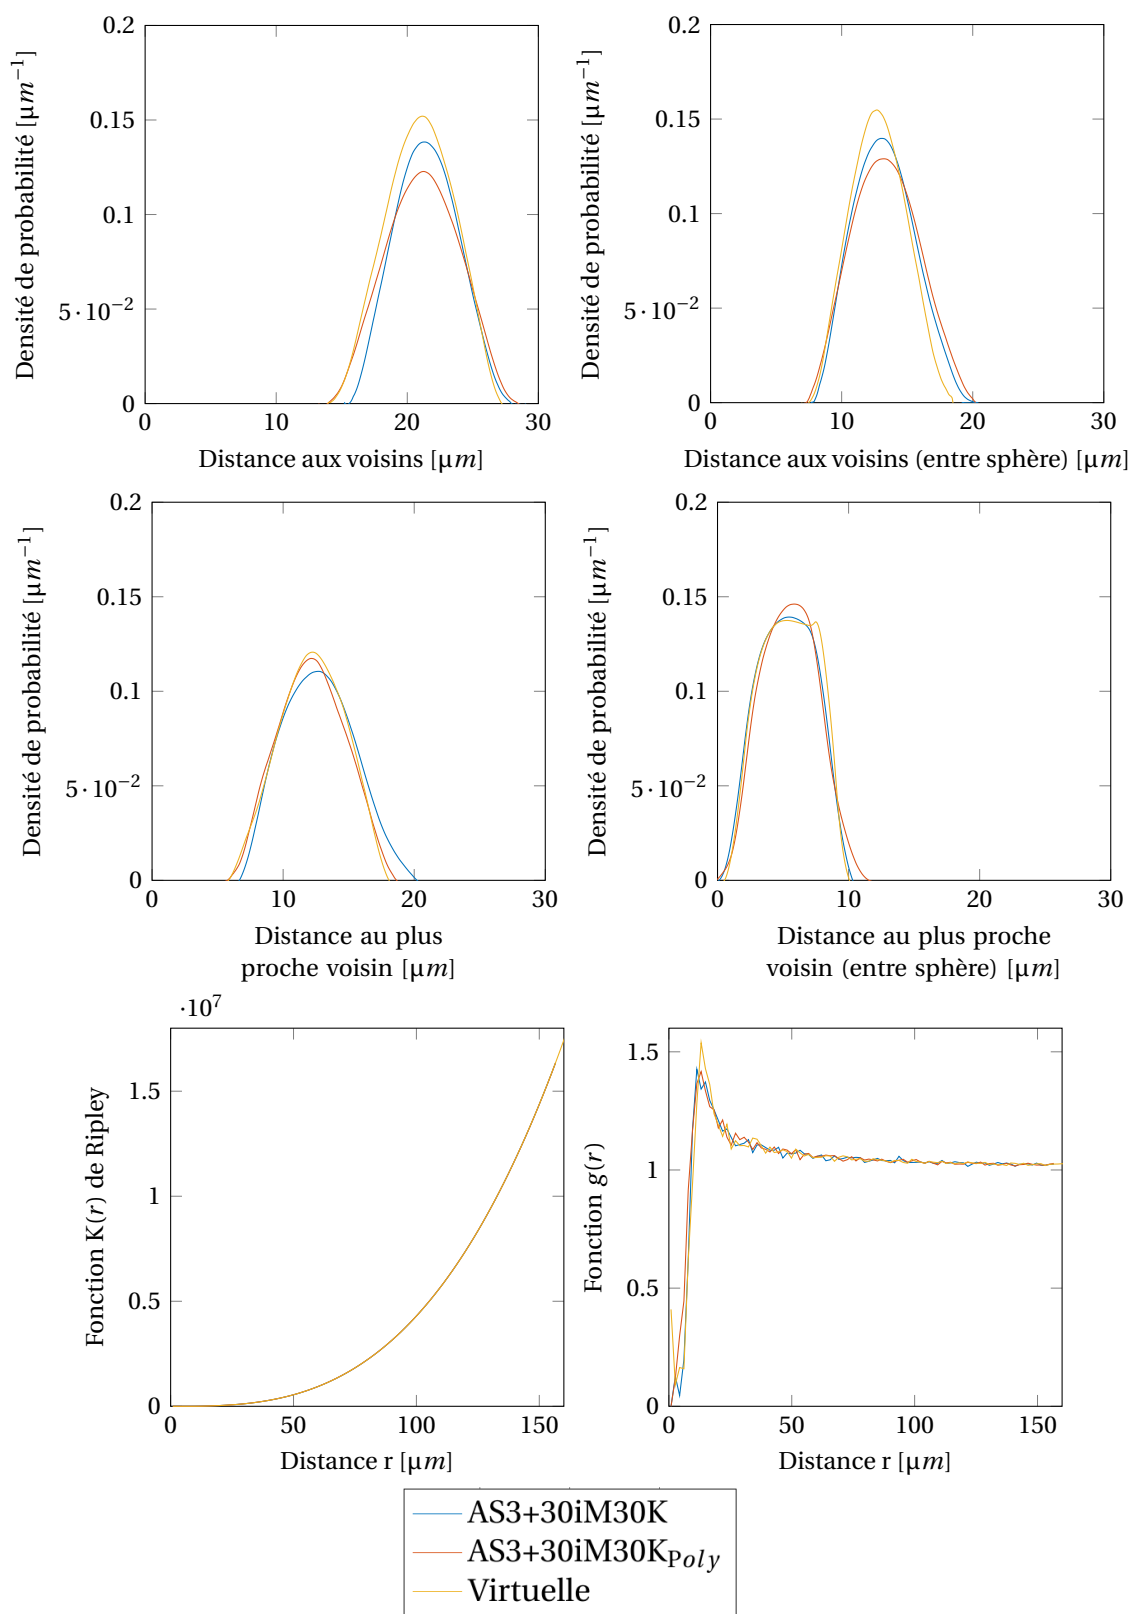 0.2
0.15
0.1
5·10⁻²
0
0 10 20 30
Densité de probabilité [µm⁻¹]
Distance aux voisins [µm]
0.2
0.15
0.1
5·10⁻²
0
0 10 20 30
Densité de probabilité [µm⁻¹]
Distance aux voisins (entre sphère) [µm]
0.2
0.15
0.1
5·10⁻²
0
0 10 20 30
Densité de probabilité [µm⁻¹]
Distance au plus
proche voisin [µm]
0.2
0.15
0.1
5·10⁻²
0
0 10 20 30
Densité de probabilité [µm⁻¹]
Distance au plus proche
voisin (entre sphère) [µm]
·10⁷
1.5
1
0.5
0
0 50 100 150
Fonction K(r) de Ripley
Distance r [µm]
1.5
1
0.5
0
0 50 100 150
Fonction g(r)
Distance r [µm]
AS3+30iM30K
AS3+30iM30K_Poly
Virtuelle